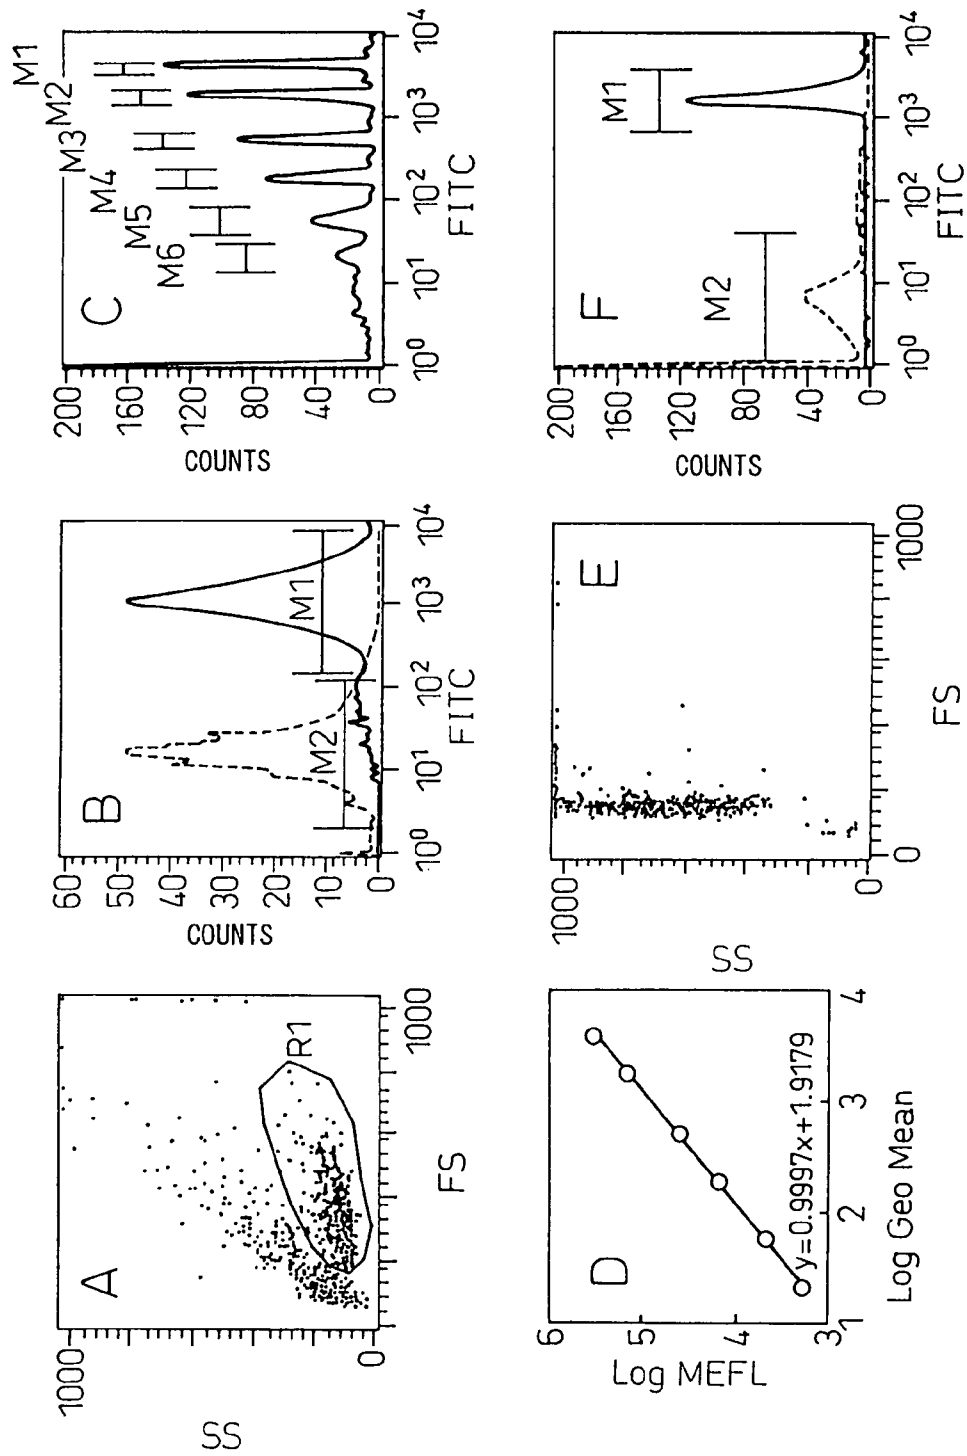 A
SS
1000
0
R1
1000
FS
B
COUNTS
60
50
40
30
20
10
0
M2
M1
10⁰ 10¹ 10² 10³ 10⁴
FITC
C
COUNTS
200
160
120
80
40
0
M6
M5
M4
M3
M2
M1
10⁰ 10¹ 10² 10³ 10⁴
FITC
D
Log MEFL
6
5
4
3
y=0.9997x+1.9179
1 2 3 4
Log Geo Mean
E
SS
1000
0
0 1000
FS
F
COUNTS
200
160
120
80
40
0
M2
M1
10⁰ 10¹ 10² 10³ 10⁴
FITC